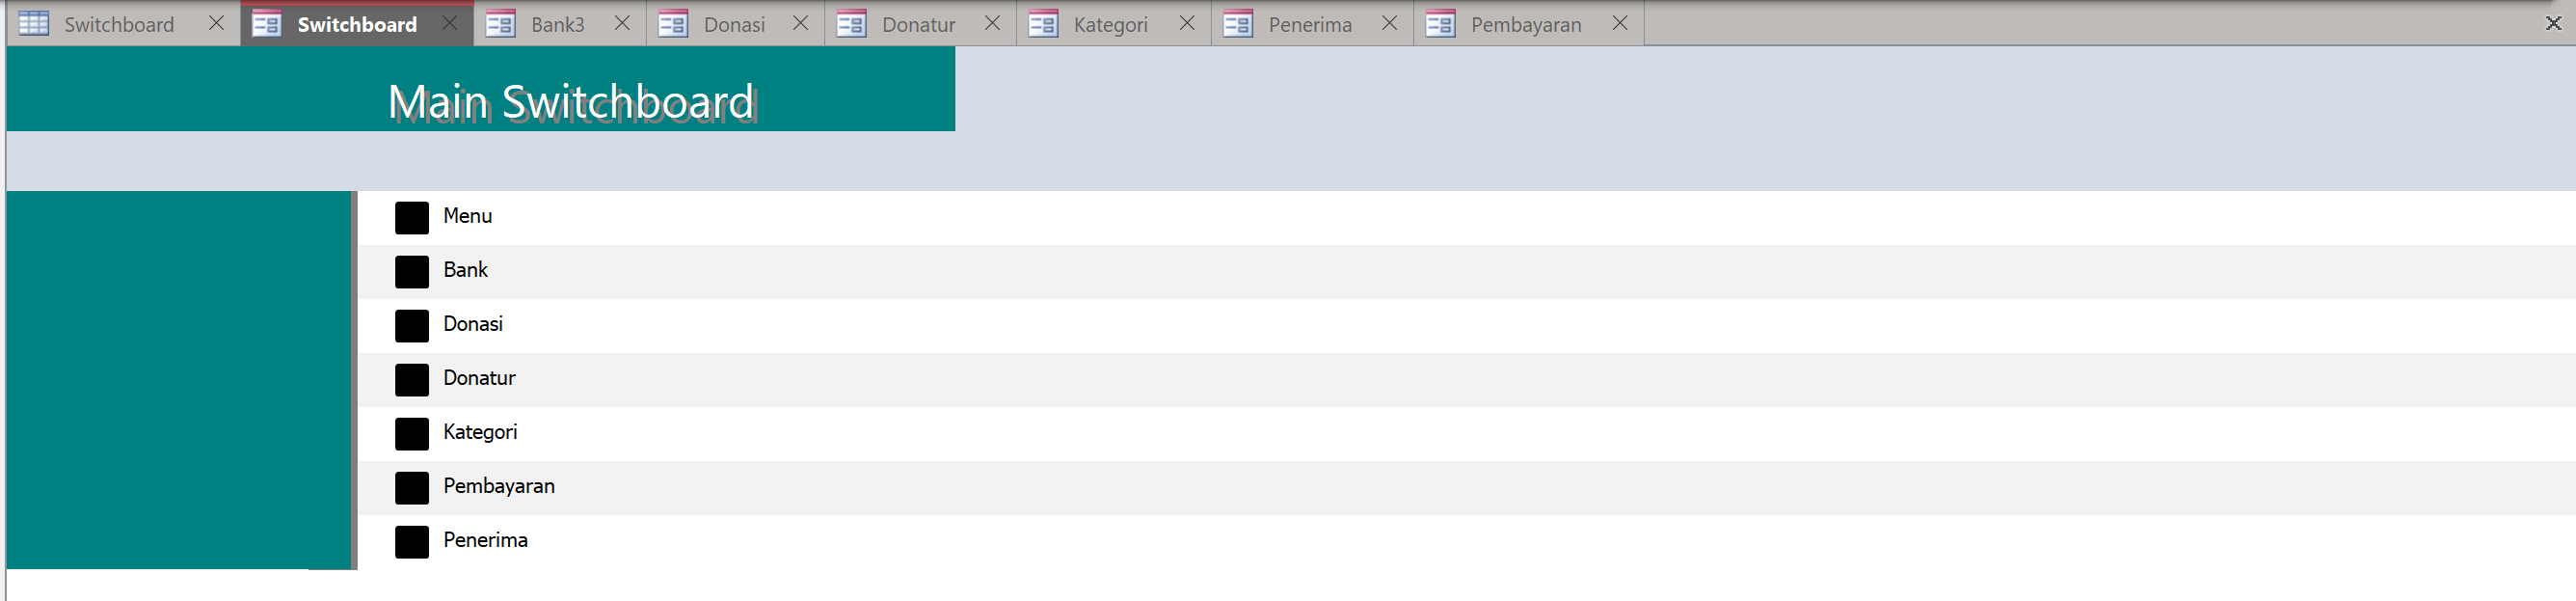 Switchboard Switchboard Bank3 Donasi Donatur Kategori Penerima Pembayaran
Main Switchboard
Menu
Bank
Donasi
Donatur
Kategori
Pembayaran
Penerima